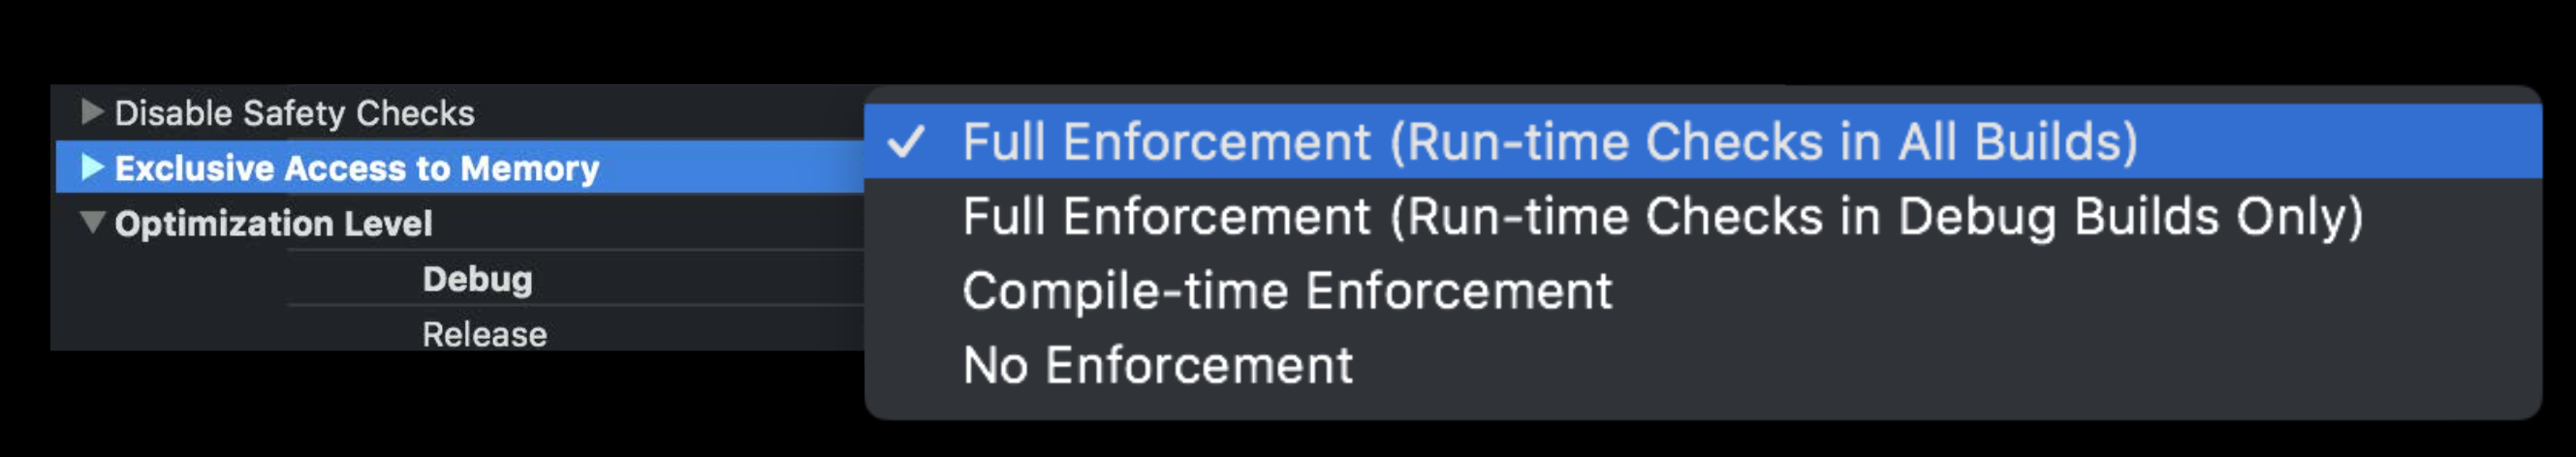 Disable Safety Checks
Exclusive Access to Memory
Optimization Level
Debug
Release
Full Enforcement (Run-time Checks in All Builds)
Full Enforcement (Run-time Checks in Debug Builds Only)
Compile-time Enforcement
No Enforcement